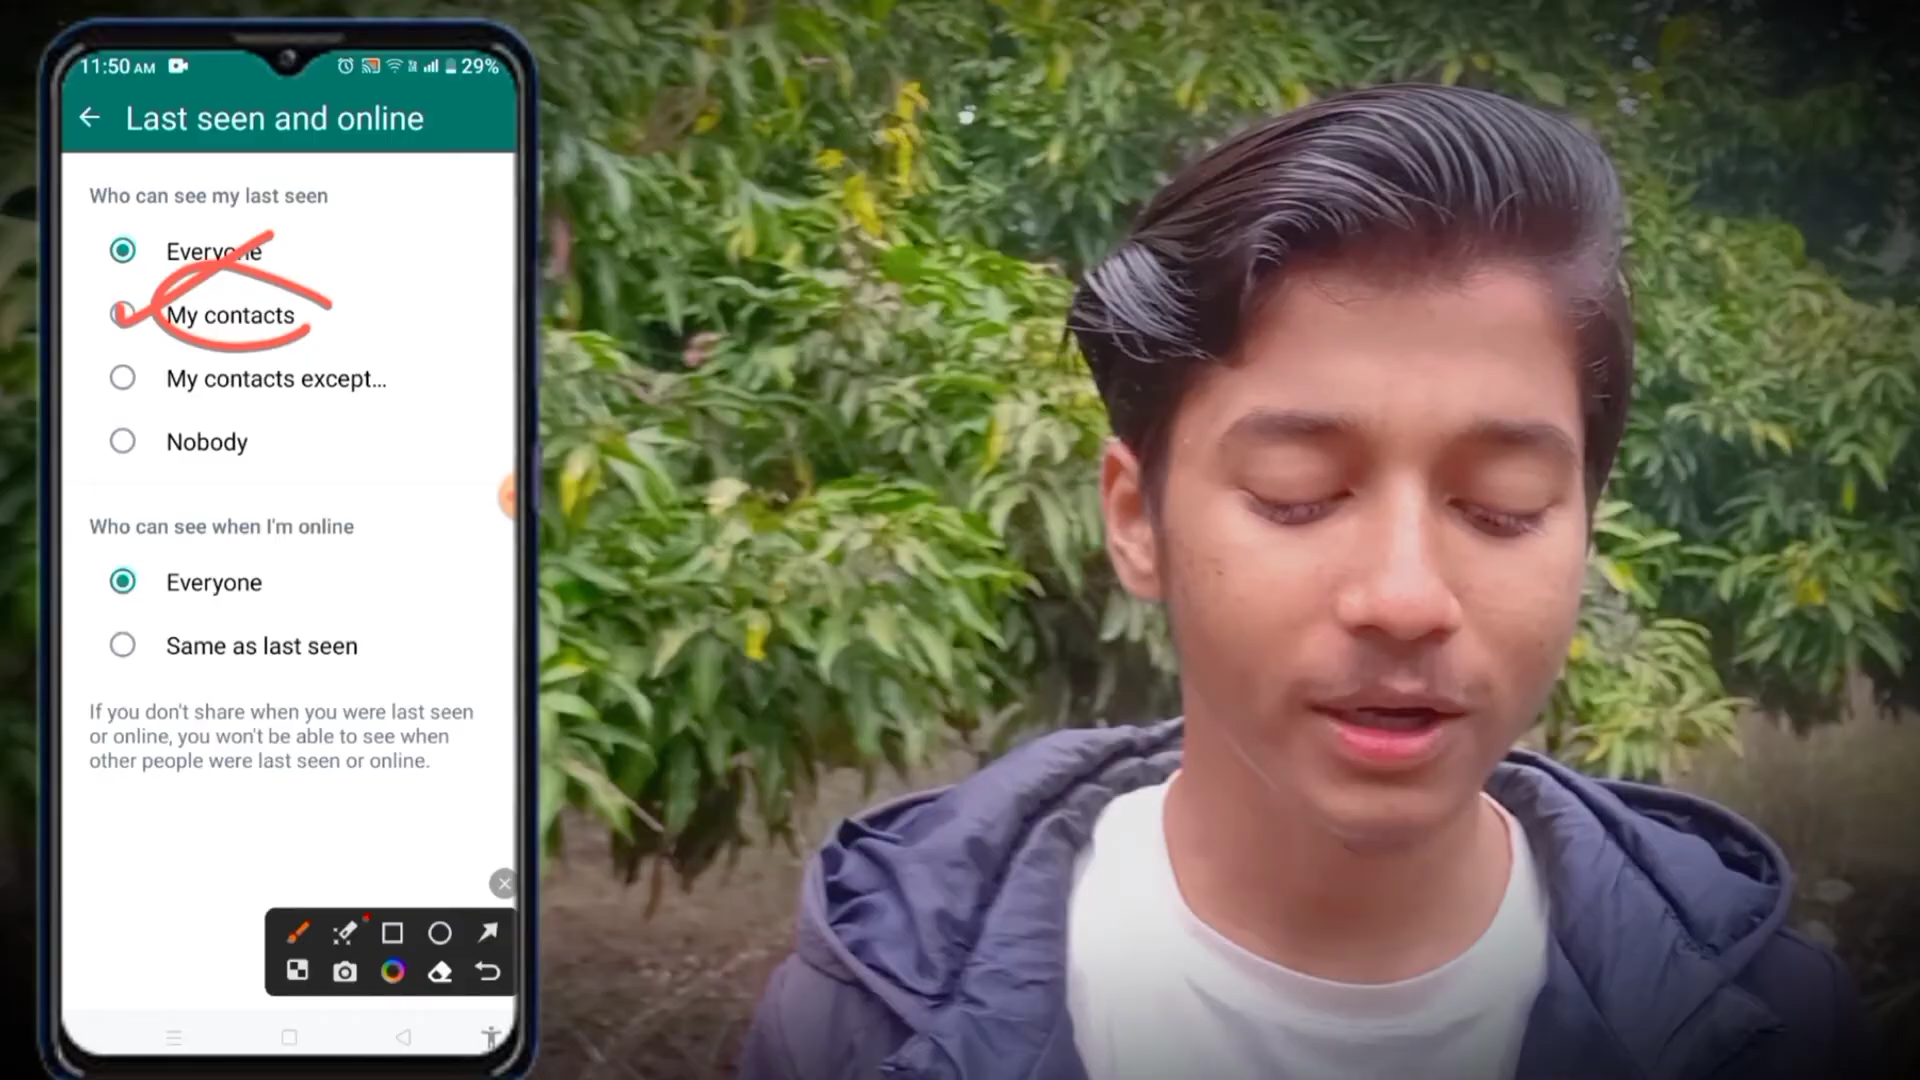 11:50 AM 29%
Last seen and online
Who can see my last seen
Everyone
My contacts
My contacts except...
Nobody
Who can see when I'm online
Everyone
Same as last seen
If you don't share when you were last seen
or online, you won't be able to see when
other people were last seen or online.